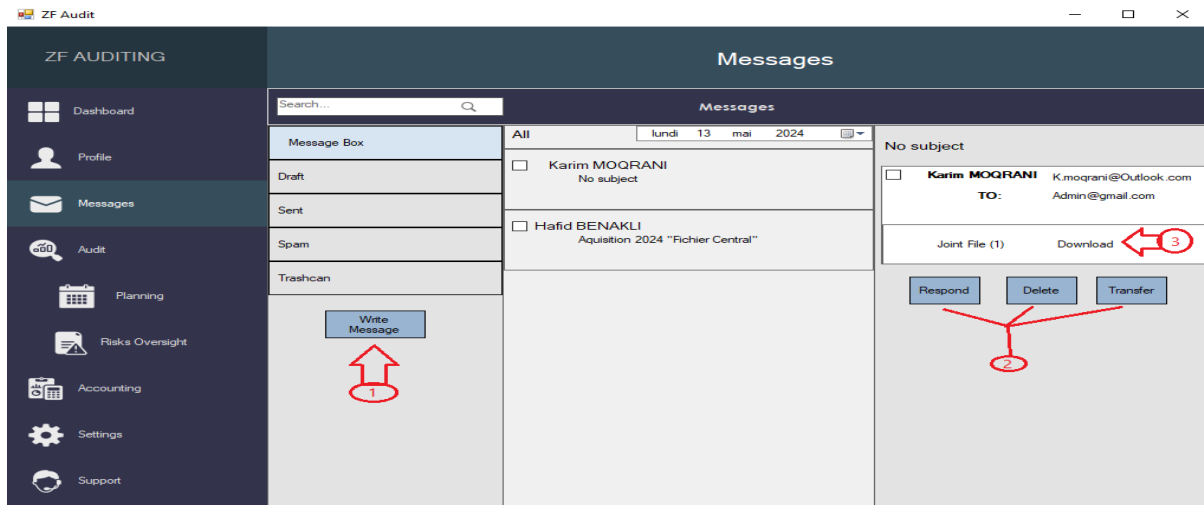 ZF Audit
ZF AUDITING
Messages
Dashboard
Profile
Messages
Audit
Planning
Risks Oversight
Accounting
Settings
Support
Search...
Messages
Message Box
Draft
Sent
Spam
Trashcan
Write
Message
1
All
lundi 13 mai 2024
Karim MOQRANI
No subject
Hafid BENAKLI
Aquisition 2024 "Fichier Central"
No subject
Karim MOQRANI K.moqrani@Outlook.com
TO: Admin@gmail.com
Joint File (1) Download 3
Respond Delete Transfer
2